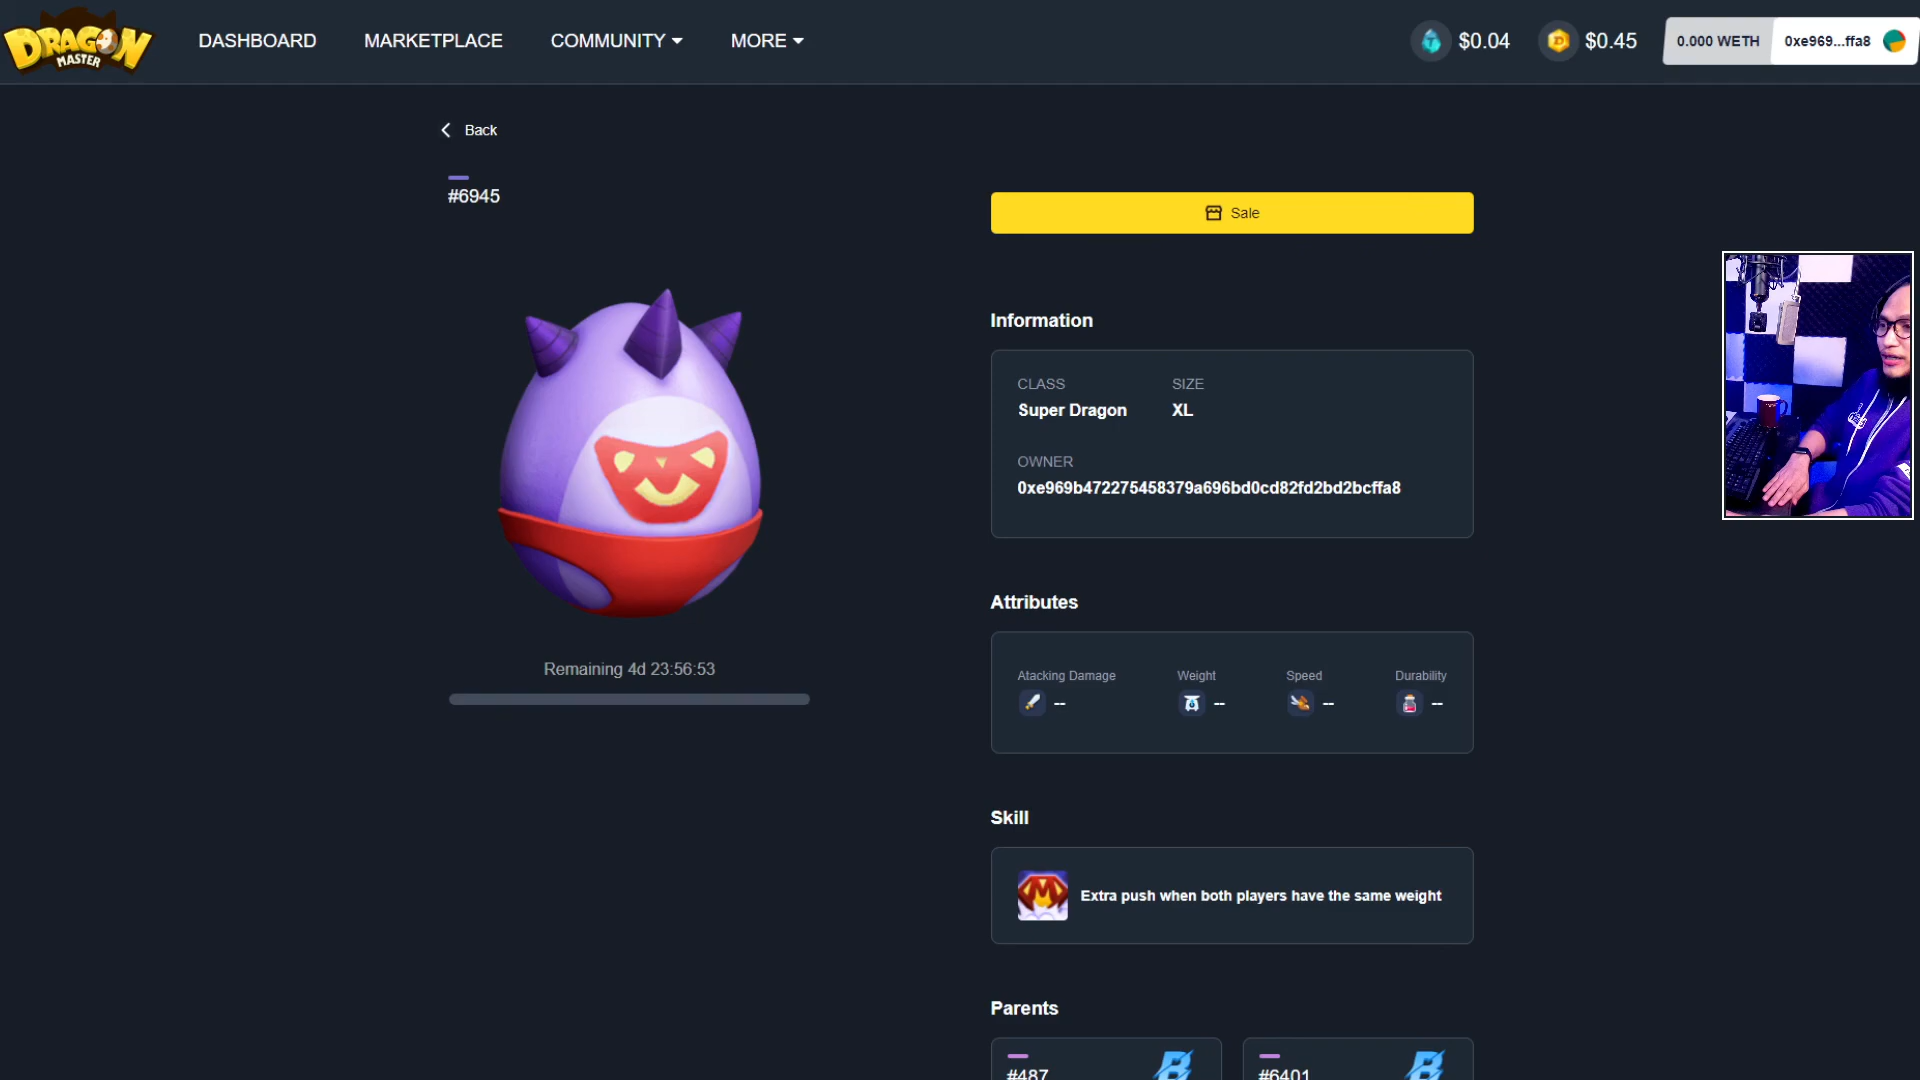 DRAGON
MASTER
DASHBOARD
MARKETPLACE
COMMUNITY
MORE
$0.04
$0.45
0.000 WETH
0xe969...ffa8
Back
#6945
Sale
Information
CLASS
SIZE
Super Dragon
XL
OWNER
0xe969b472275458379a696bd0cd82fd2bd2bcffa8
Remaining 4d 23:56:53
Attributes
Atacking Damage
Weight
Speed
Durability
--
--
--
--
Skill
Extra push when both players have the same weight
Parents
#487
#6401